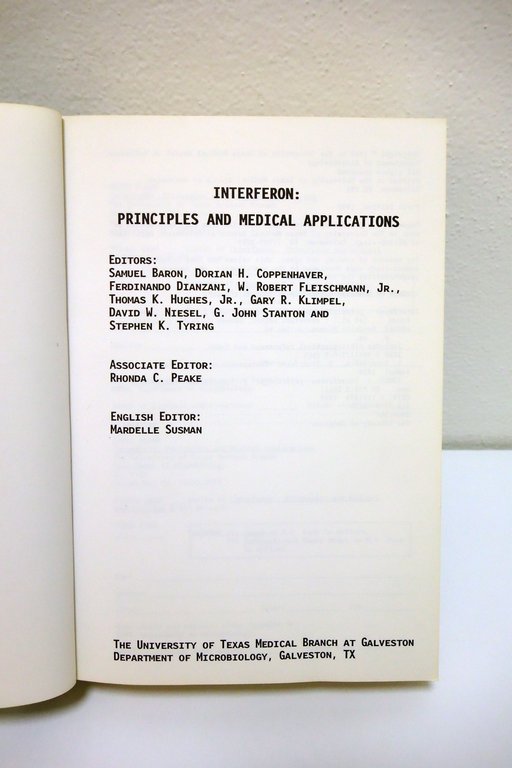 INTERFERON:
PRINCIPLES AND MEDICAL APPLICATIONS
EDITORS:
SAMUEL BARON, DORIAN H. COPPENHAVER,
FERDINANDO DIANZANI, W. ROBERT FLEISCHMANN, JR.,
THOMAS K. HUGHES, JR., GARY R. KLIMPEL,
DAVID W. NIESEL, G. JOHN STANTON AND
STEPHEN K. TYRING
ASSOCIATE EDITOR:
RHONDA C. PEAKE
ENGLISH EDITOR:
MARDELLE SUSMAN
THE UNIVERSITY OF TEXAS MEDICAL BRANCH AT GALVESTON
DEPARTMENT OF MICROBIOLOGY, GALVESTON, TX